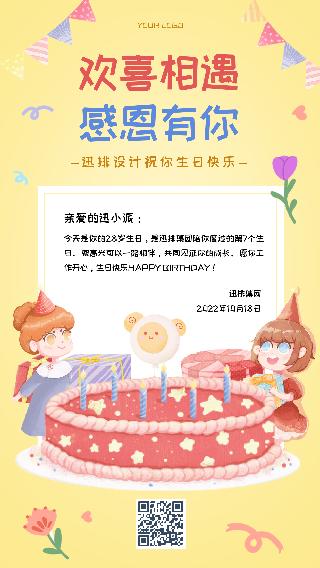 YOUR LOGO
欢喜相遇
感恩有你
—迅排设计祝你生日快乐—
亲爱的迅小派：
今天是你的28岁生日，是迅排集团陪你度过的第7个生
日。很高兴可以一路相伴，共同见证你的成长。愿你工
作开心，生日快乐HAPPY BIRTHDAY！
迅排集团
2022年10月18日